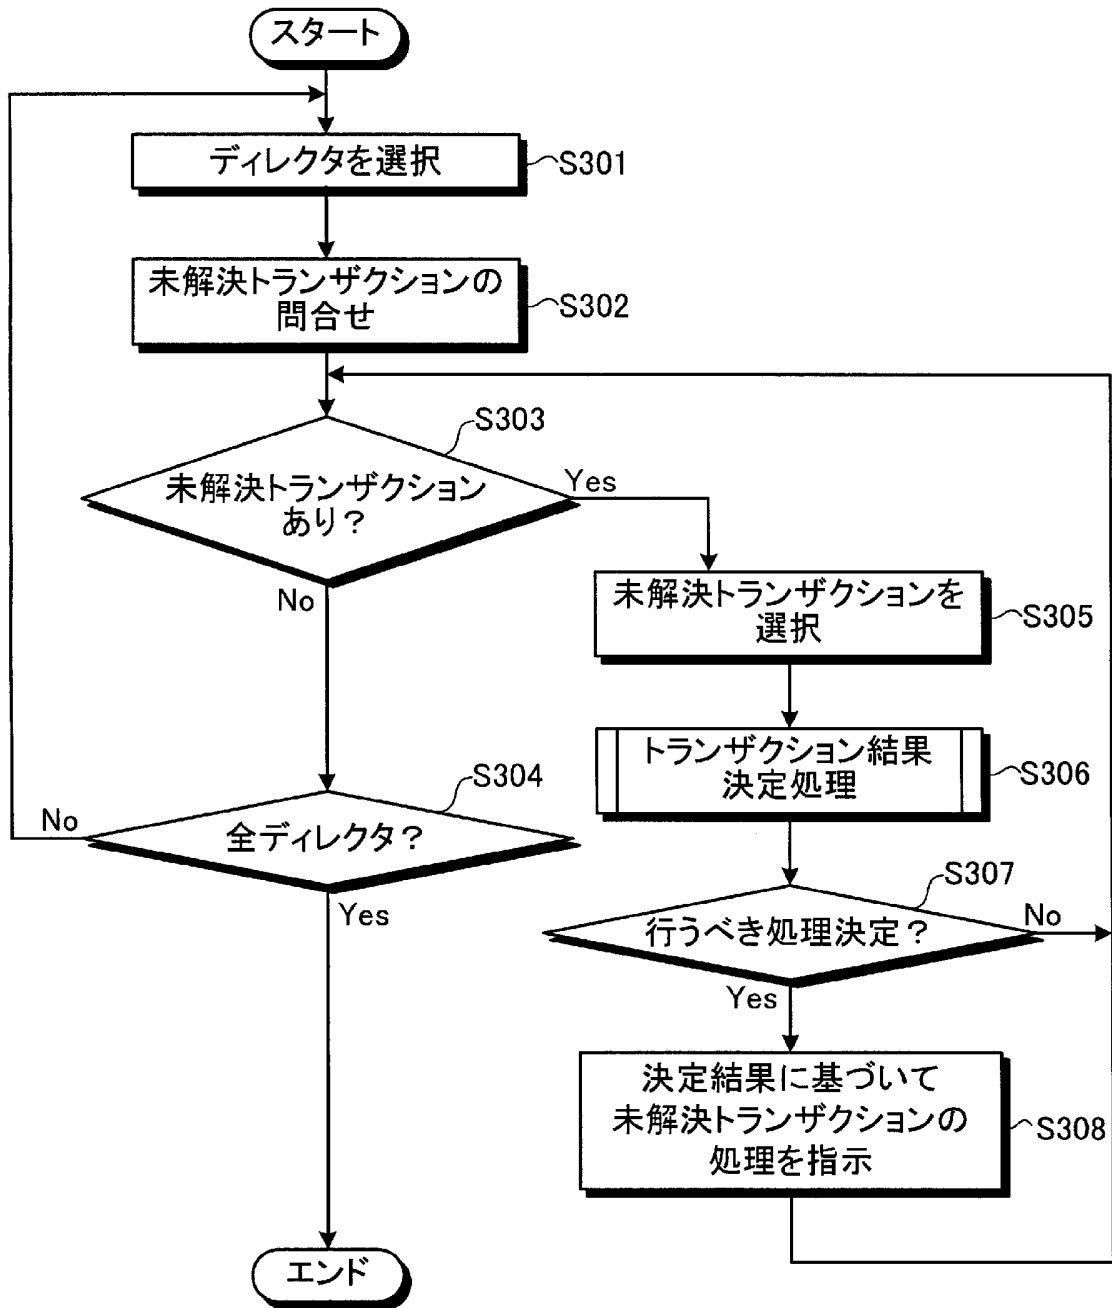 スタート
ディレクタを選択
S301
未解決トランザクションの
問合せ
S302
S303
未解決トランザクション
あり？
Yes
No
未解決トランザクションを
選択
S305
トランザクション結果
決定処理
S306
S304
全ディレクタ？
No
Yes
S307
行うべき処理決定？
No
Yes
決定結果に基づいて
未解決トランザクションの
処理を指示
S308
エンド